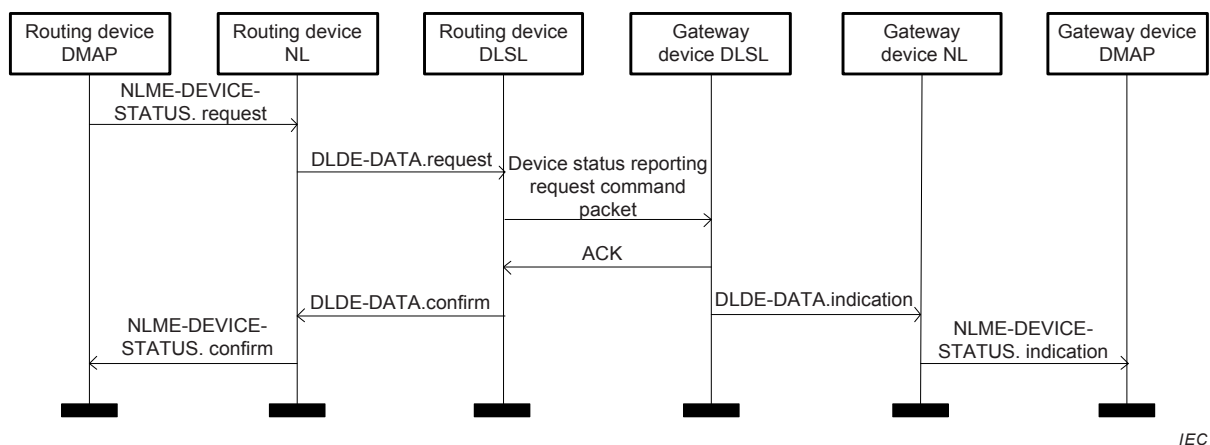 Routing device
DMAP
Routing device
NL
Routing device
DLSL
Gateway
device DLSL
Gateway
device NL
Gateway device
DMAP
NLME-DEVICE-
STATUS. request
DLDE-DATA.request
Device status reporting
request command
packet
ACK
DLDE-DATA.confirm
DLDE-DATA.indication
NLME-DEVICE-
STATUS. confirm
NLME-DEVICE-
STATUS. indication
IEC